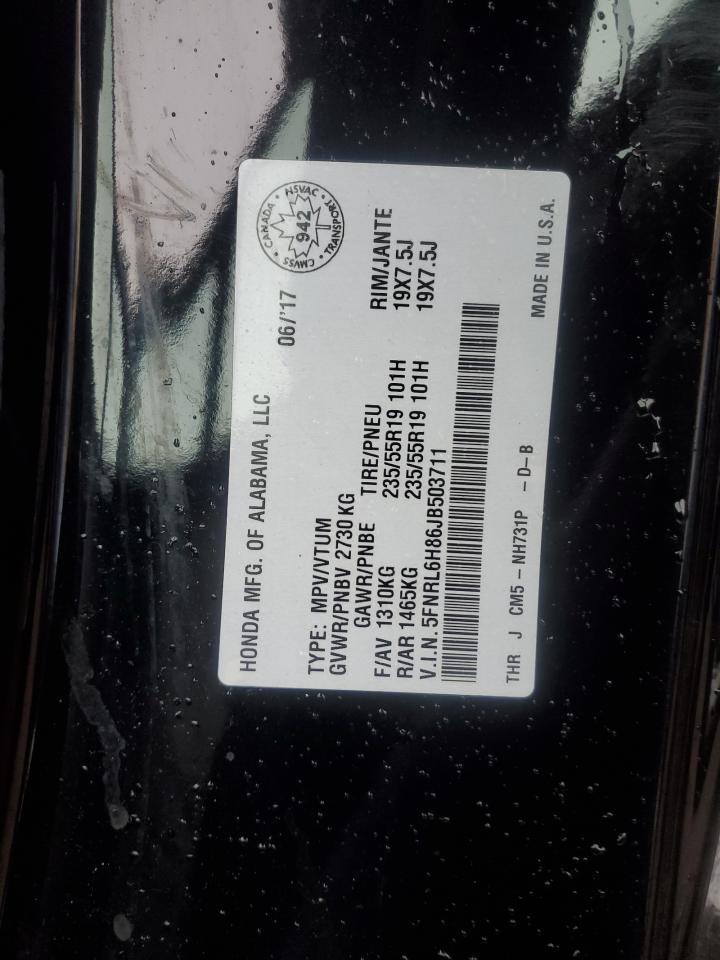 HONDA MFG. OF ALABAMA, LLC
06/'17
CMVSS • CANADA • NSVAC • TRANSPORT •
942
TYPE: MPV/VTUM
GVWR/PNBV 2730 KG
GAWR/PNBE TIRE/PNEU RIM/JANTE
F/AV 1310KG 235/55R19 101H 19X7.5J
R/AR 1465KG 235/55R19 101H 19X7.5J
V.I.N. 5FNRL6H86JB503711
THR J CM5 - NH731P - D-B MADE IN U.S.A.